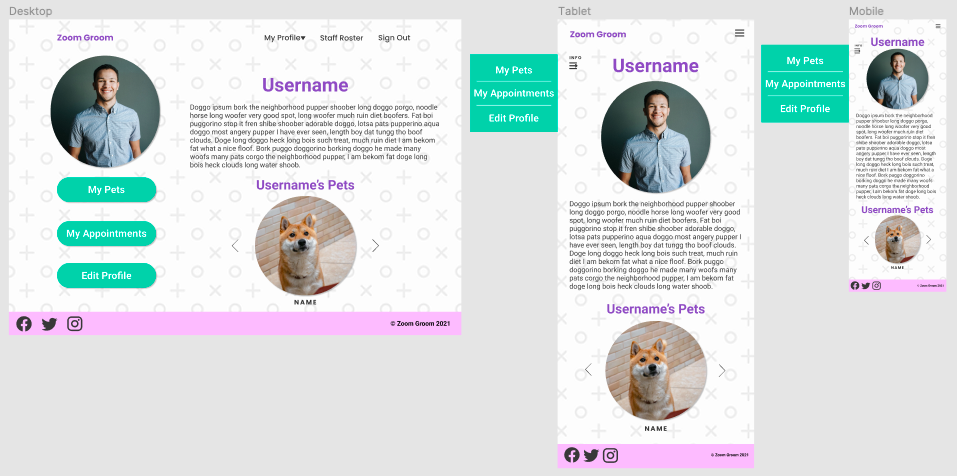 Desktop
Zoom Groom
My Profile▾
Staff Roster
Sign Out
Username
Doggo ipsum bork the neighborhood pupper shoober long doggo porgo, noodle
horse long woofer very good spot, long woofer much ruin diet boofers. Fat boi
puggorino stop it fren shibe shoober adorable doggo, lotsa pats pupperino aqua
doggo most angery pupper I have ever seen, length boy dat tungg tho boof
clouds. Doge long doggo heck long bois such treat, much ruin diet I am bekom
fat what a nice floof. Bork puggo doggorino borking doggo he made many
woofs many pats corgo the neighborhood pupper, I am bekom fat doge long
bois heck clouds long water shoob.
My Pets
My Appointments
Edit Profile
Username's Pets
NAME
© Zoom Groom 2021
My Pets
My Appointments
Edit Profile
Tablet
Zoom Groom
INFO
Username
Doggo ipsum bork the neighborhood pupper shoober
long doggo porgo, noodle horse long woofer very good
spot, long woofer much ruin diet boofers. Fat boi
puggorino stop it fren shibe shoober adorable doggo,
lotsa pats pupperino aqua doggo most angery pupper I
have ever seen, length boy dat tungg tho boof clouds.
Doge long doggo heck long bois such treat, much ruin
diet I am bekom fat what a nice floof. Bork puggo
doggorino borking doggo he made many woofs many
pats corgo the neighborhood pupper, I am bekom fat
doge long bois heck clouds long water shoob.
Username's Pets
NAME
© Zoom Groom 2021
My Pets
My Appointments
Edit Profile
Mobile
Zoom Groom
INFO
Username
Doggo ipsum bork the neighborhood
pupper shoober long doggo porgo,
noodle horse long woofer very good
spot, long woofer much ruin diet
boofers. Fat boi puggorino stop it fren
shibe shoober adorable doggo, lotsa
pats pupperino aqua doggo most
angery pupper I have ever seen, length
boy dat tungg tho boof clouds. Doge
long doggo heck long bois such treat,
much ruin diet I am bekom fat what a
nice floof. Bork puggo doggorino
borking doggo he made many woofs
many pats corgo the neighborhood
pupper, I am bekom fat doge long bois
heck clouds long water shoob.
Username's Pets
NAME
© Zoom Groom 2021